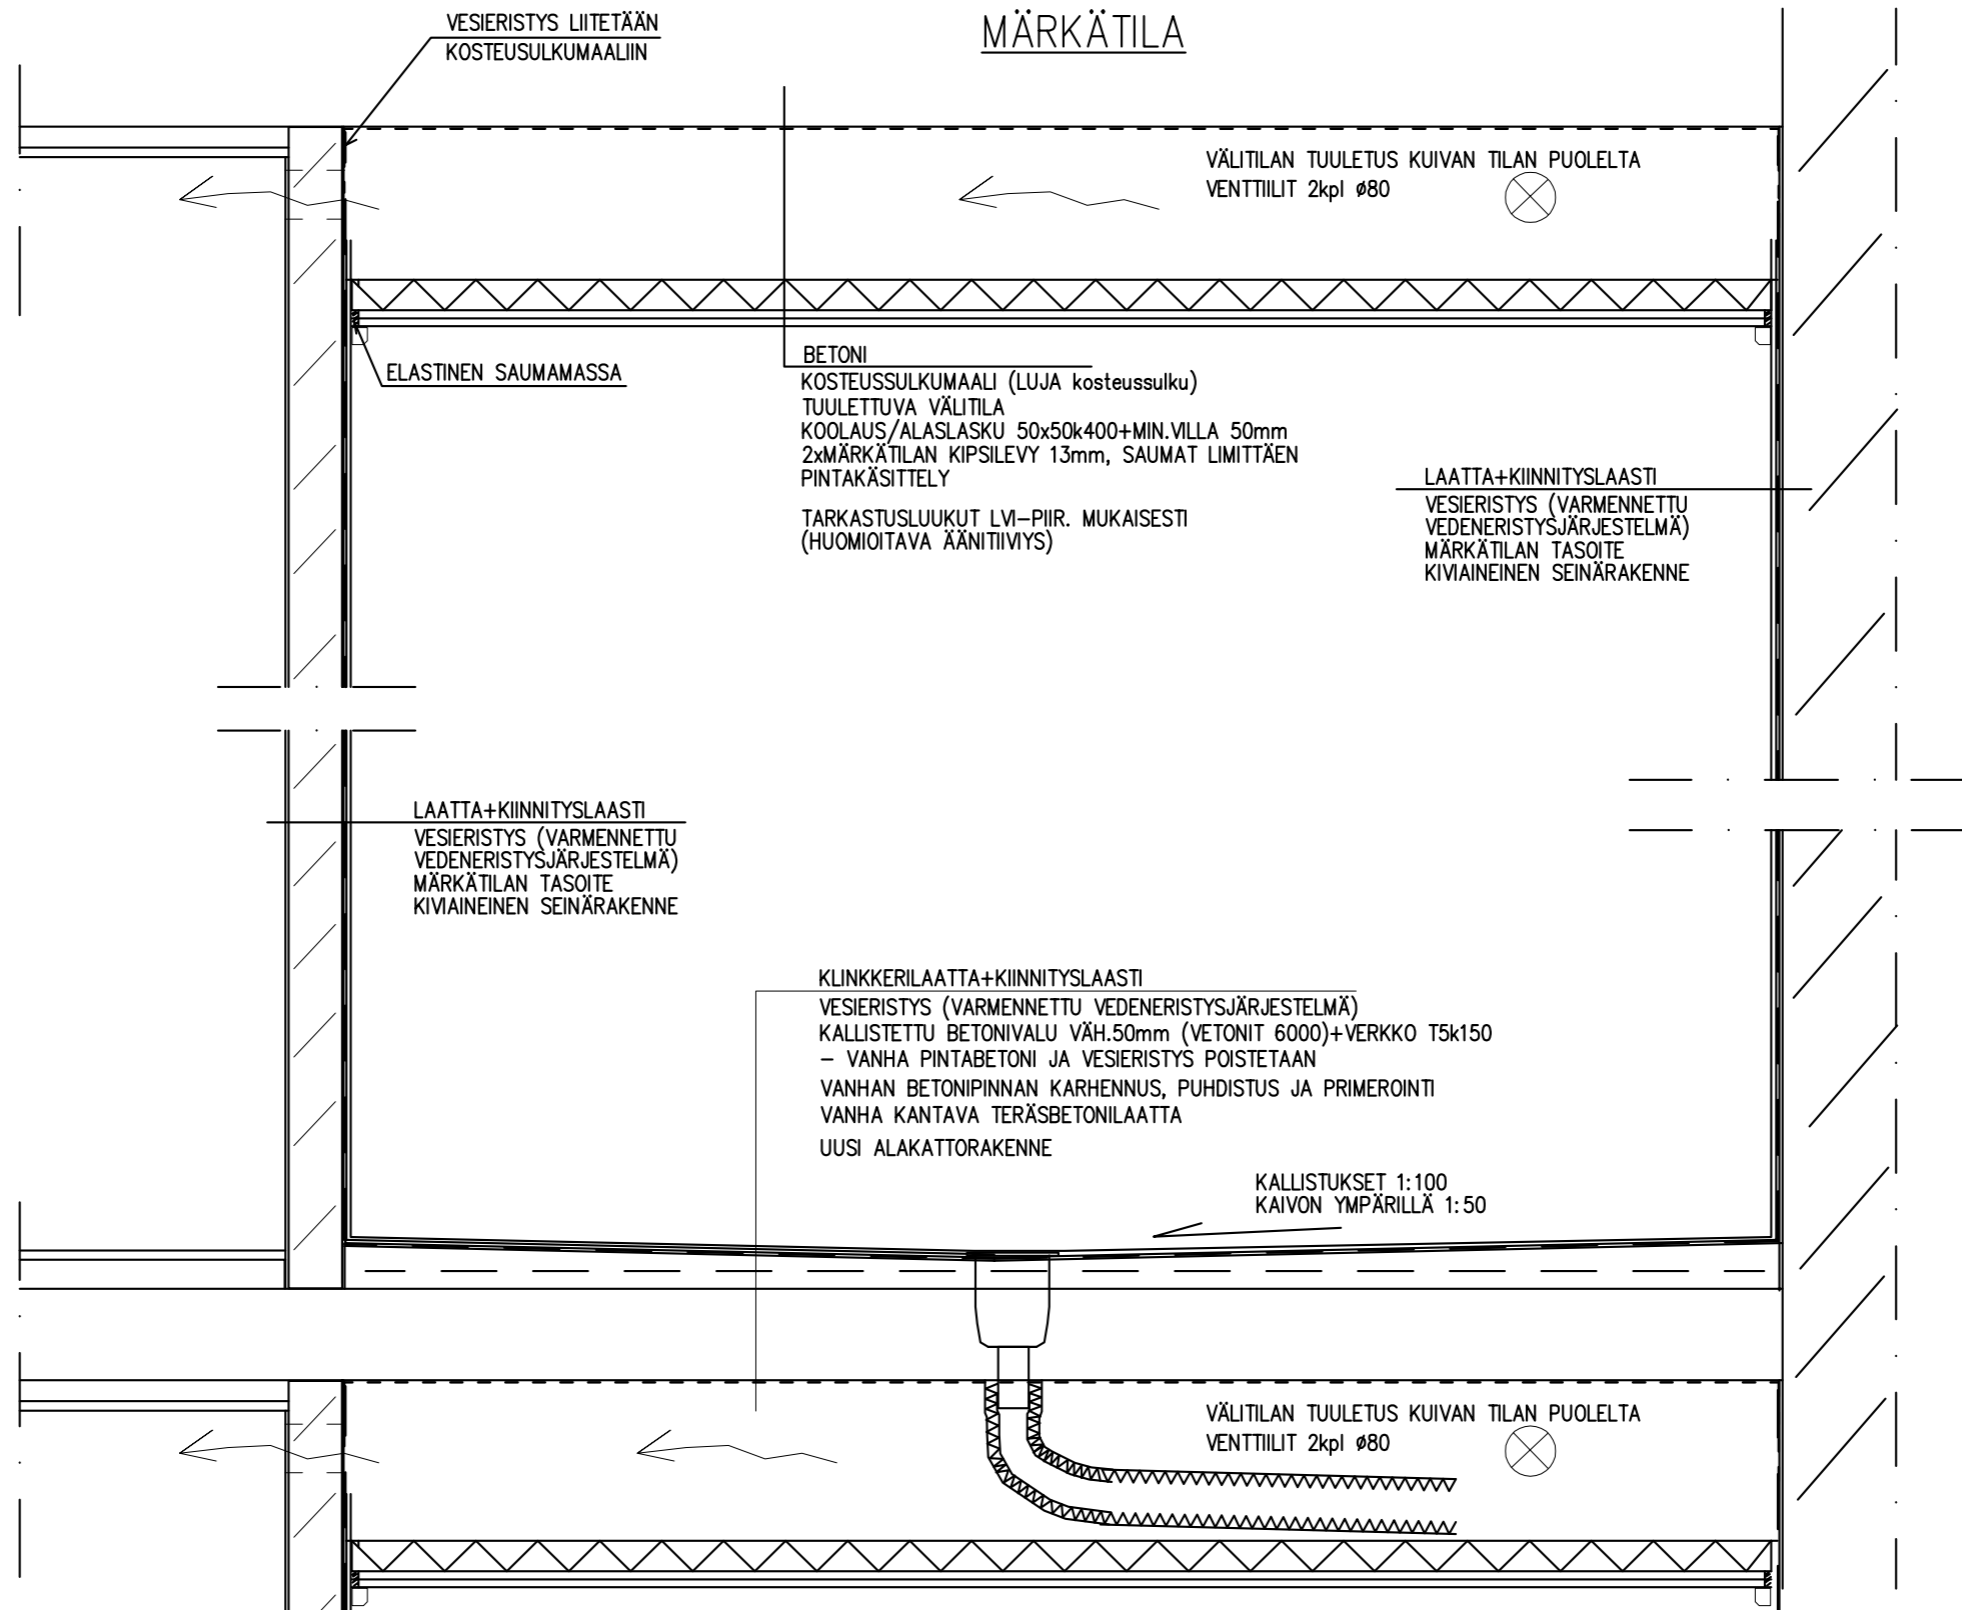 VESIERISTYS LIITETÄÄN
KOSTEUSULKUMAALIIN
MÄRKÄTILA
VÄLITILAN TUULETUS KUIVAN TILAN PUOLELTA
VENTTIILIT 2kpl ø80
ELASTINEN SAUMAMASSA
BETONI
KOSTEUSSULKUMAALI (LUJA kosteussulku)
TUULETTUVA VÄLITILA
KOOLAUS/ALASLASKU 50x50k400+MIN.VILLA 50mm
2xMÄRKÄTILAN KIPSILEVY 13mm, SAUMAT LIMITTÄEN
PINTAKÄSITTELY
TARKASTUSLUUKUT LVI-PIIR. MUKAISESTI
(HUOMIOITAVA ÄÄNITIIVIYS)
LAATTA+KIINNITYSLAASTI
VESIERISTYS (VARMENNETTU
VEDENERISTYSJÄRJESTELMÄ)
MÄRKÄTILAN TASOITE
KIVIAINEINEN SEINÄRAKENNE
LAATTA+KIINNITYSLAASTI
VESIERISTYS (VARMENNETTU
VEDENERISTYSJÄRJESTELMÄ)
MÄRKÄTILAN TASOITE
KIVIAINEINEN SEINÄRAKENNE
KLINKKERILAATTA+KIINNITYSLAASTI
VESIERISTYS (VARMENNETTU VEDENERISTYSJÄRJESTELMÄ)
KALLISTETTU BETONIVALU VÄH.50mm (VETONIT 6000)+VERKKO T5k150
- VANHA PINTABETONI JA VESIERISTYS POISTETAAN
VANHAN BETONIPINNAN KARHENNUS, PUHDISTUS JA PRIMEROINTI
VANHA KANTAVA TERÄSBETONILAATTA
UUSI ALAKATTORAKENNE
KALLISTUKSET 1:100
KAIVON YMPÄRILLÄ 1:50
VÄLITILAN TUULETUS KUIVAN TILAN PUOLELTA
VENTTIILIT 2kpl ø80